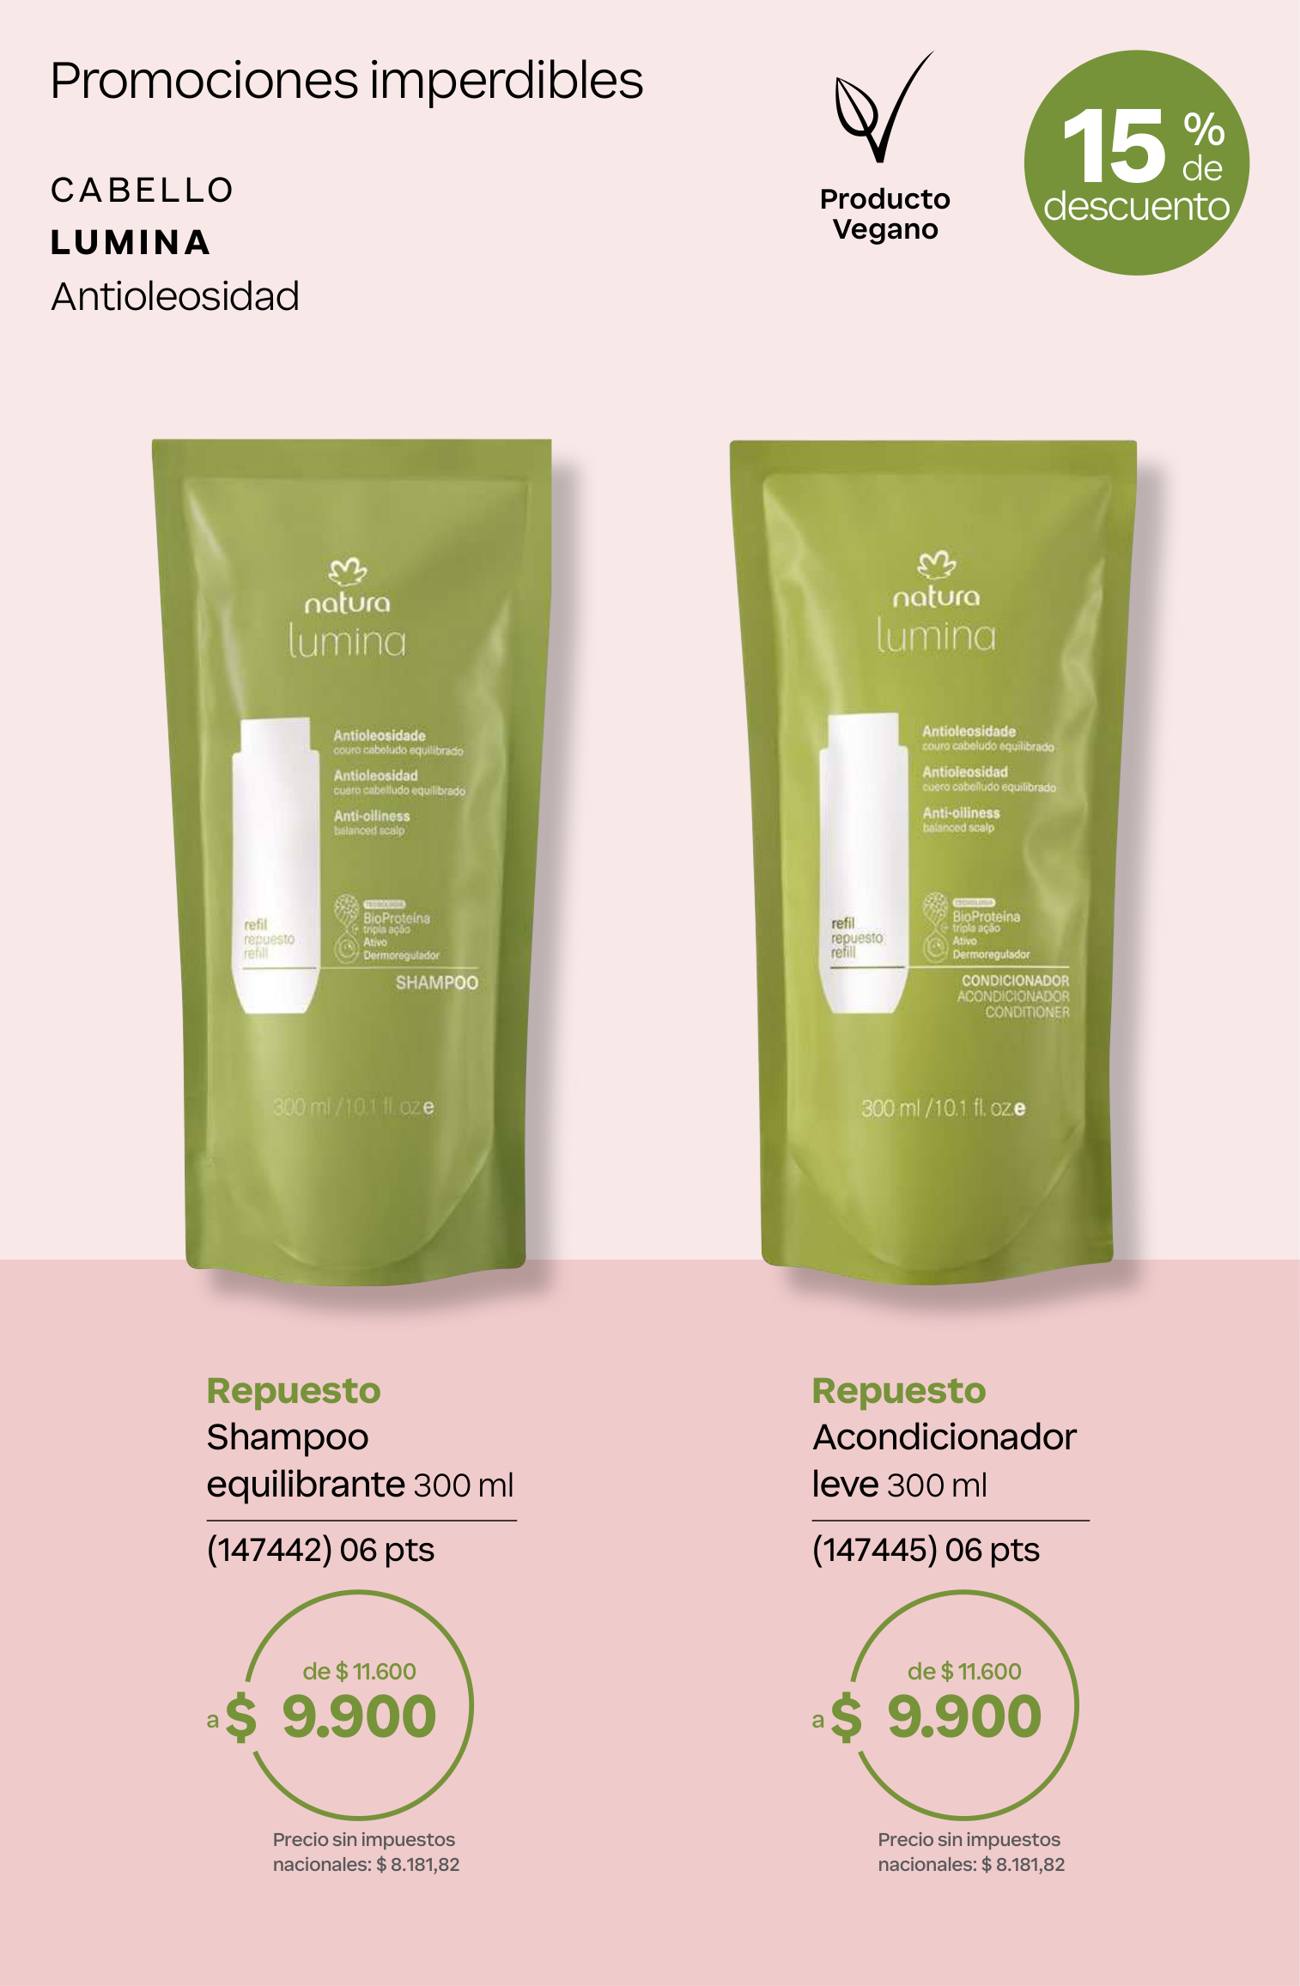 Promociones imperdibles
CABELLO
LUMINA
Antioleosidad
Producto
Vegano
15 %
de
descuento
natura
lumina
Antioleosidade
couro cabeludo equilibrado
Antioleosidad
cuero cabelludo equilibrado
Anti-oiliness
balanced scalp
refil
repuesto
refill
TECNOLOGIA
BioProteína
tripla ação
Ativo
Dermoregulador
SHAMPOO
300 ml /10.1 fl. oz.e
natura
lumina
Antioleosidade
couro cabeludo equilibrado
Antioleosidad
cuero cabelludo equilibrado
Anti-oiliness
balanced scalp
refil
repuesto
refill
TECNOLOGIA
BioProteína
tripla ação
Ativo
Dermoregulador
CONDICIONADOR
ACONDICIONADOR
CONDITIONER
300 ml /10.1 fl. oz.e
Repuesto
Shampoo
equilibrante 300 ml
(147442) 06 pts
de $ 11.600
a $ 9.900
Precio sin impuestos
nacionales: $ 8.181,82
Repuesto
Acondicionador
leve 300 ml
(147445) 06 pts
de $ 11.600
a $ 9.900
Precio sin impuestos
nacionales: $ 8.181,82